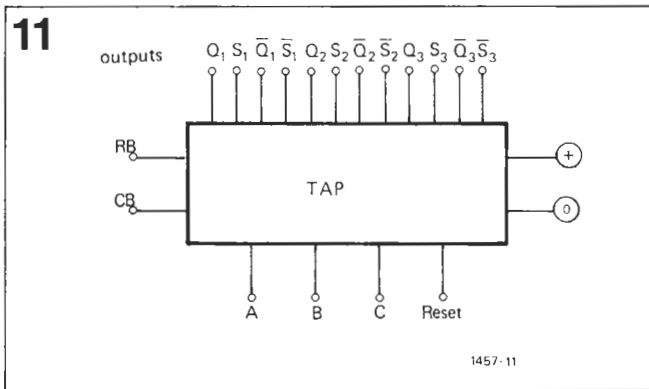 11
outputs Q₁ S₁ Q̅₁ S̅₁ Q₂ S₂ Q̅₂ S̅₂ Q₃ S₃ Q̅₃ S̅₃
RB +
TAP
CB 0
A B C Reset
1457-11